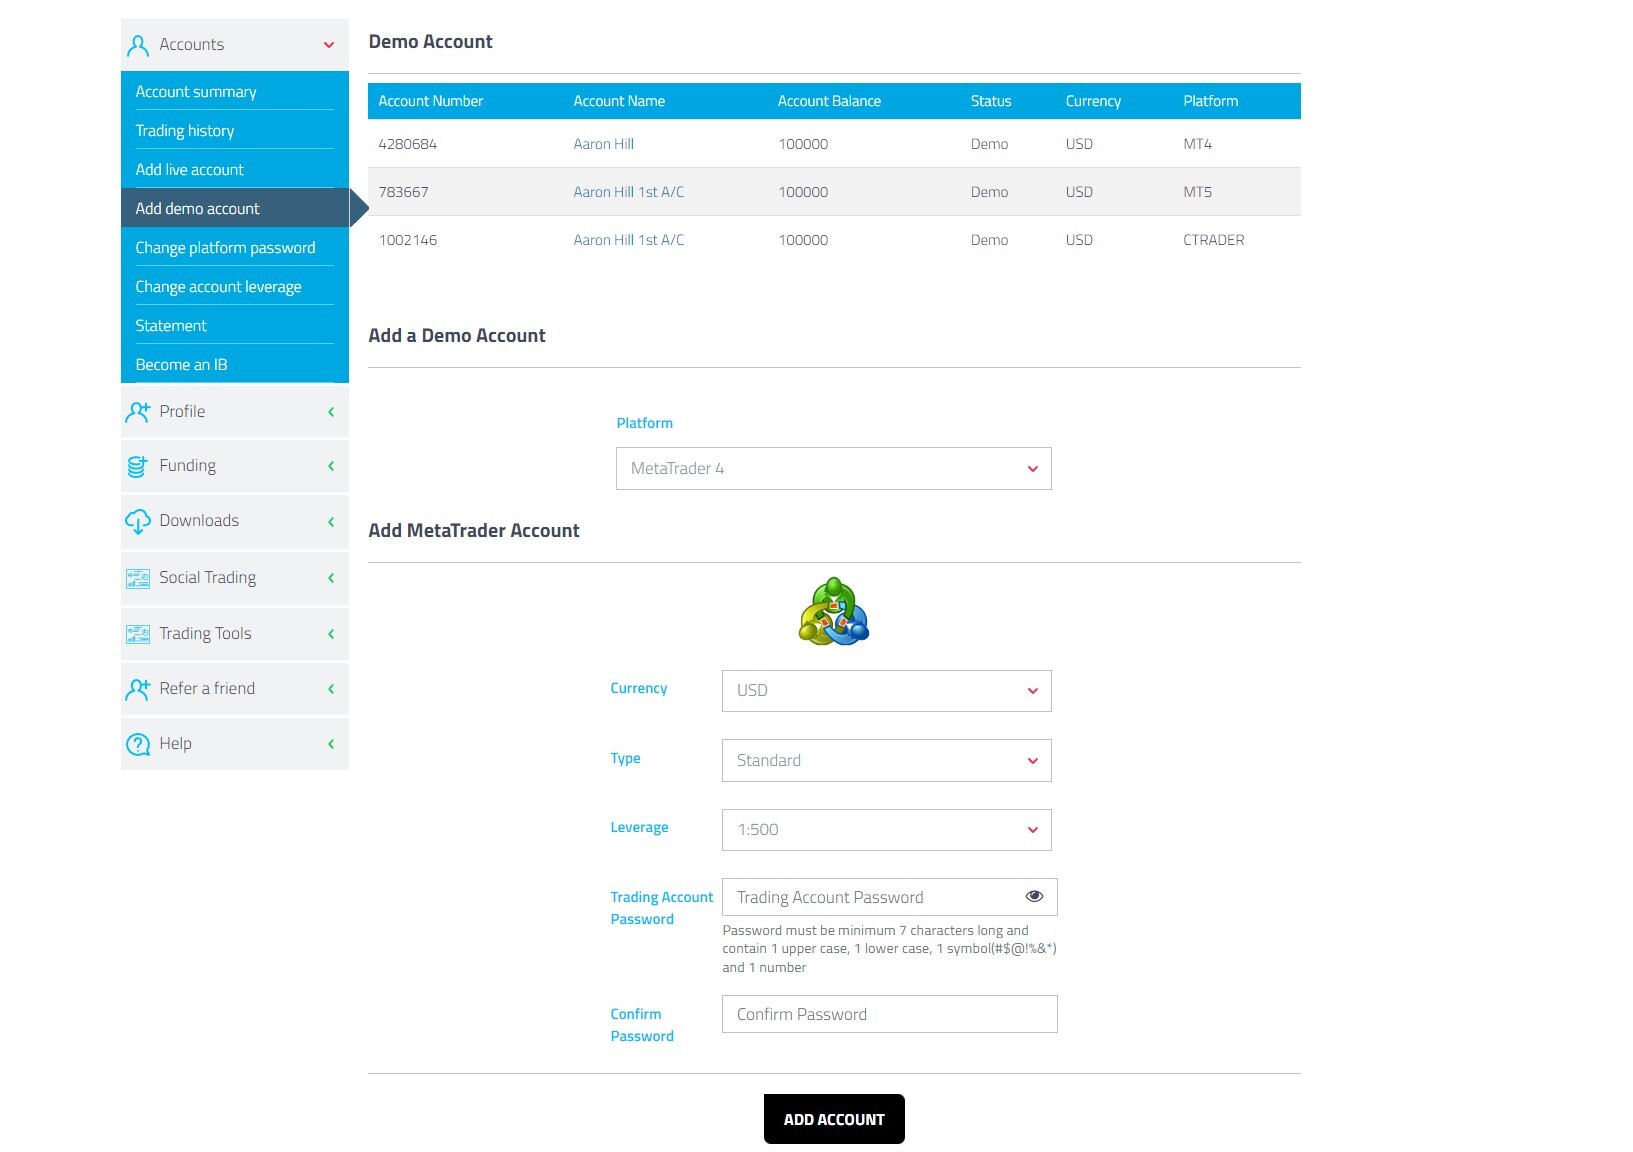 Accounts
Account summary
Trading history
Add live account
Add demo account
Change platform password
Change account leverage
Statement
Become an IB
Profile
Funding
Downloads
Social Trading
Trading Tools
Refer a friend
Help
Demo Account
Account Number Account Name Account Balance Status Currency Platform
4280684 Aaron Hill 100000 Demo USD MT4
783667 Aaron Hill 1st A/C 100000 Demo USD MT5
1002146 Aaron Hill 1st A/C 100000 Demo USD CTRADER
Add a Demo Account
Platform
MetaTrader 4
Add MetaTrader Account
Currency USD
Type Standard
Leverage 1:500
Trading Account
Password
Trading Account Password
Password must be minimum 7 characters long and
contain 1 upper case, 1 lower case, 1 symbol(#$@!%&*)
and 1 number
Confirm
Password
Confirm Password
ADD ACCOUNT